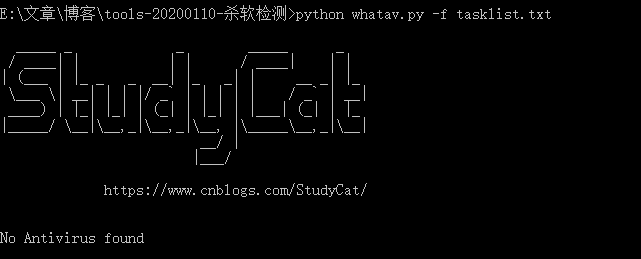 E:\文章\博客\tools-20200110-杀软检测>python whatav.py -f tasklist.txt
StudyCat
https://www.cnblogs.com/StudyCat/
No Antivirus found